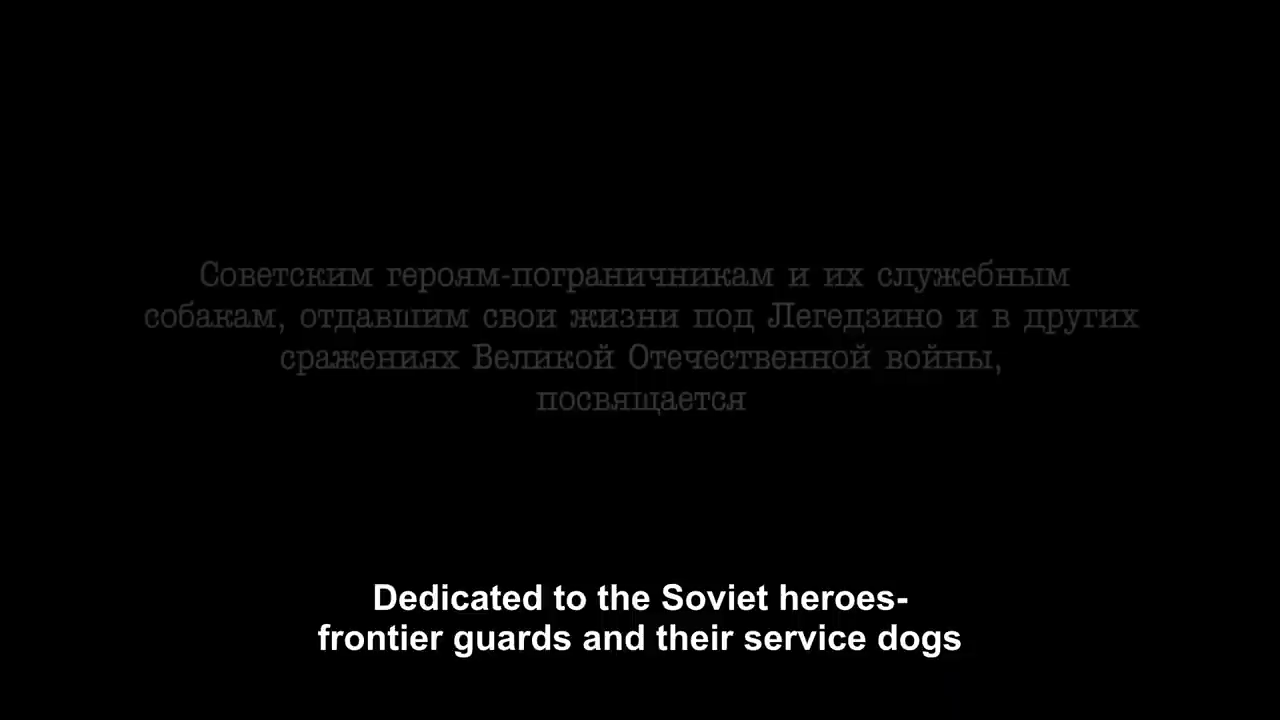 Советским героям-пограничникам и их служебным
собакам, отдавшим свои жизни под Легедзино и в других
сражениях Великой Отечественной войны,
посвящается
Dedicated to the Soviet heroes-
frontier guards and their service dogs